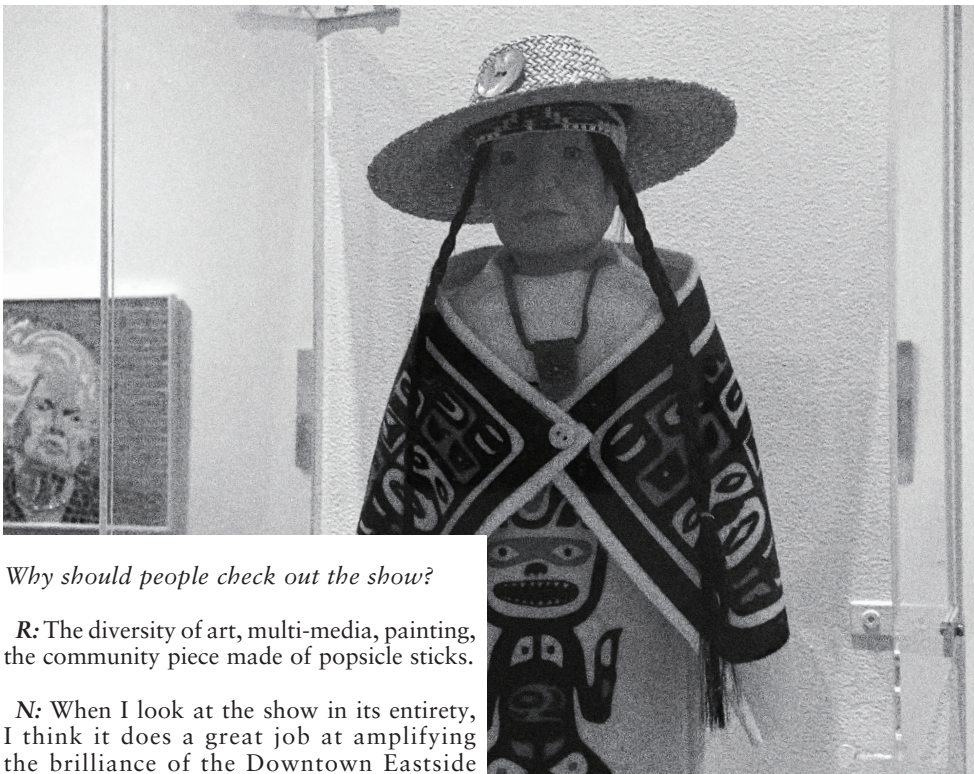 Why should people check out the show?
R: The diversity of art, multi-media, painting,
the community piece made of popsicle sticks.
N: When I look at the show in its entirety,
I think it does a great job at amplifying
the brilliance of the Downtown Eastside